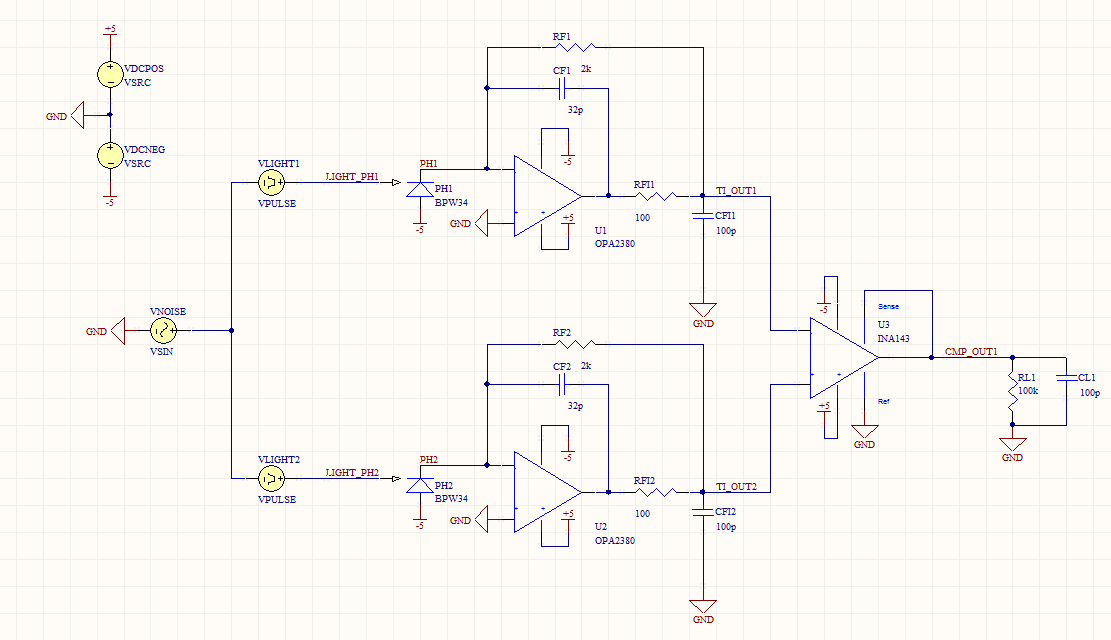 +5
VDCPOS
VSRC
GND
VDCNEG
VSRC
-5
RF1
2k
CF1
32p
-5
VLIGHT1
VPULSE
LIGHT_PH1
PH1
PH1
BPW34
-5
GND
+5
U1
OPA2380
RFI1
100
TI_OUT1
CFI1
100p
GND
VNOISE
GND
VSIN
RF2
2k
CF2
32p
-5
VLIGHT2
VPULSE
LIGHT_PH2
PH2
PH2
BPW34
-5
GND
+5
U2
OPA2380
RFI2
100
TI_OUT2
CFI2
100p
GND
-5
Sense
U3
INA143
+5
Ref
GND
CMP_OUT1
RL1
100k
CL1
100p
GND